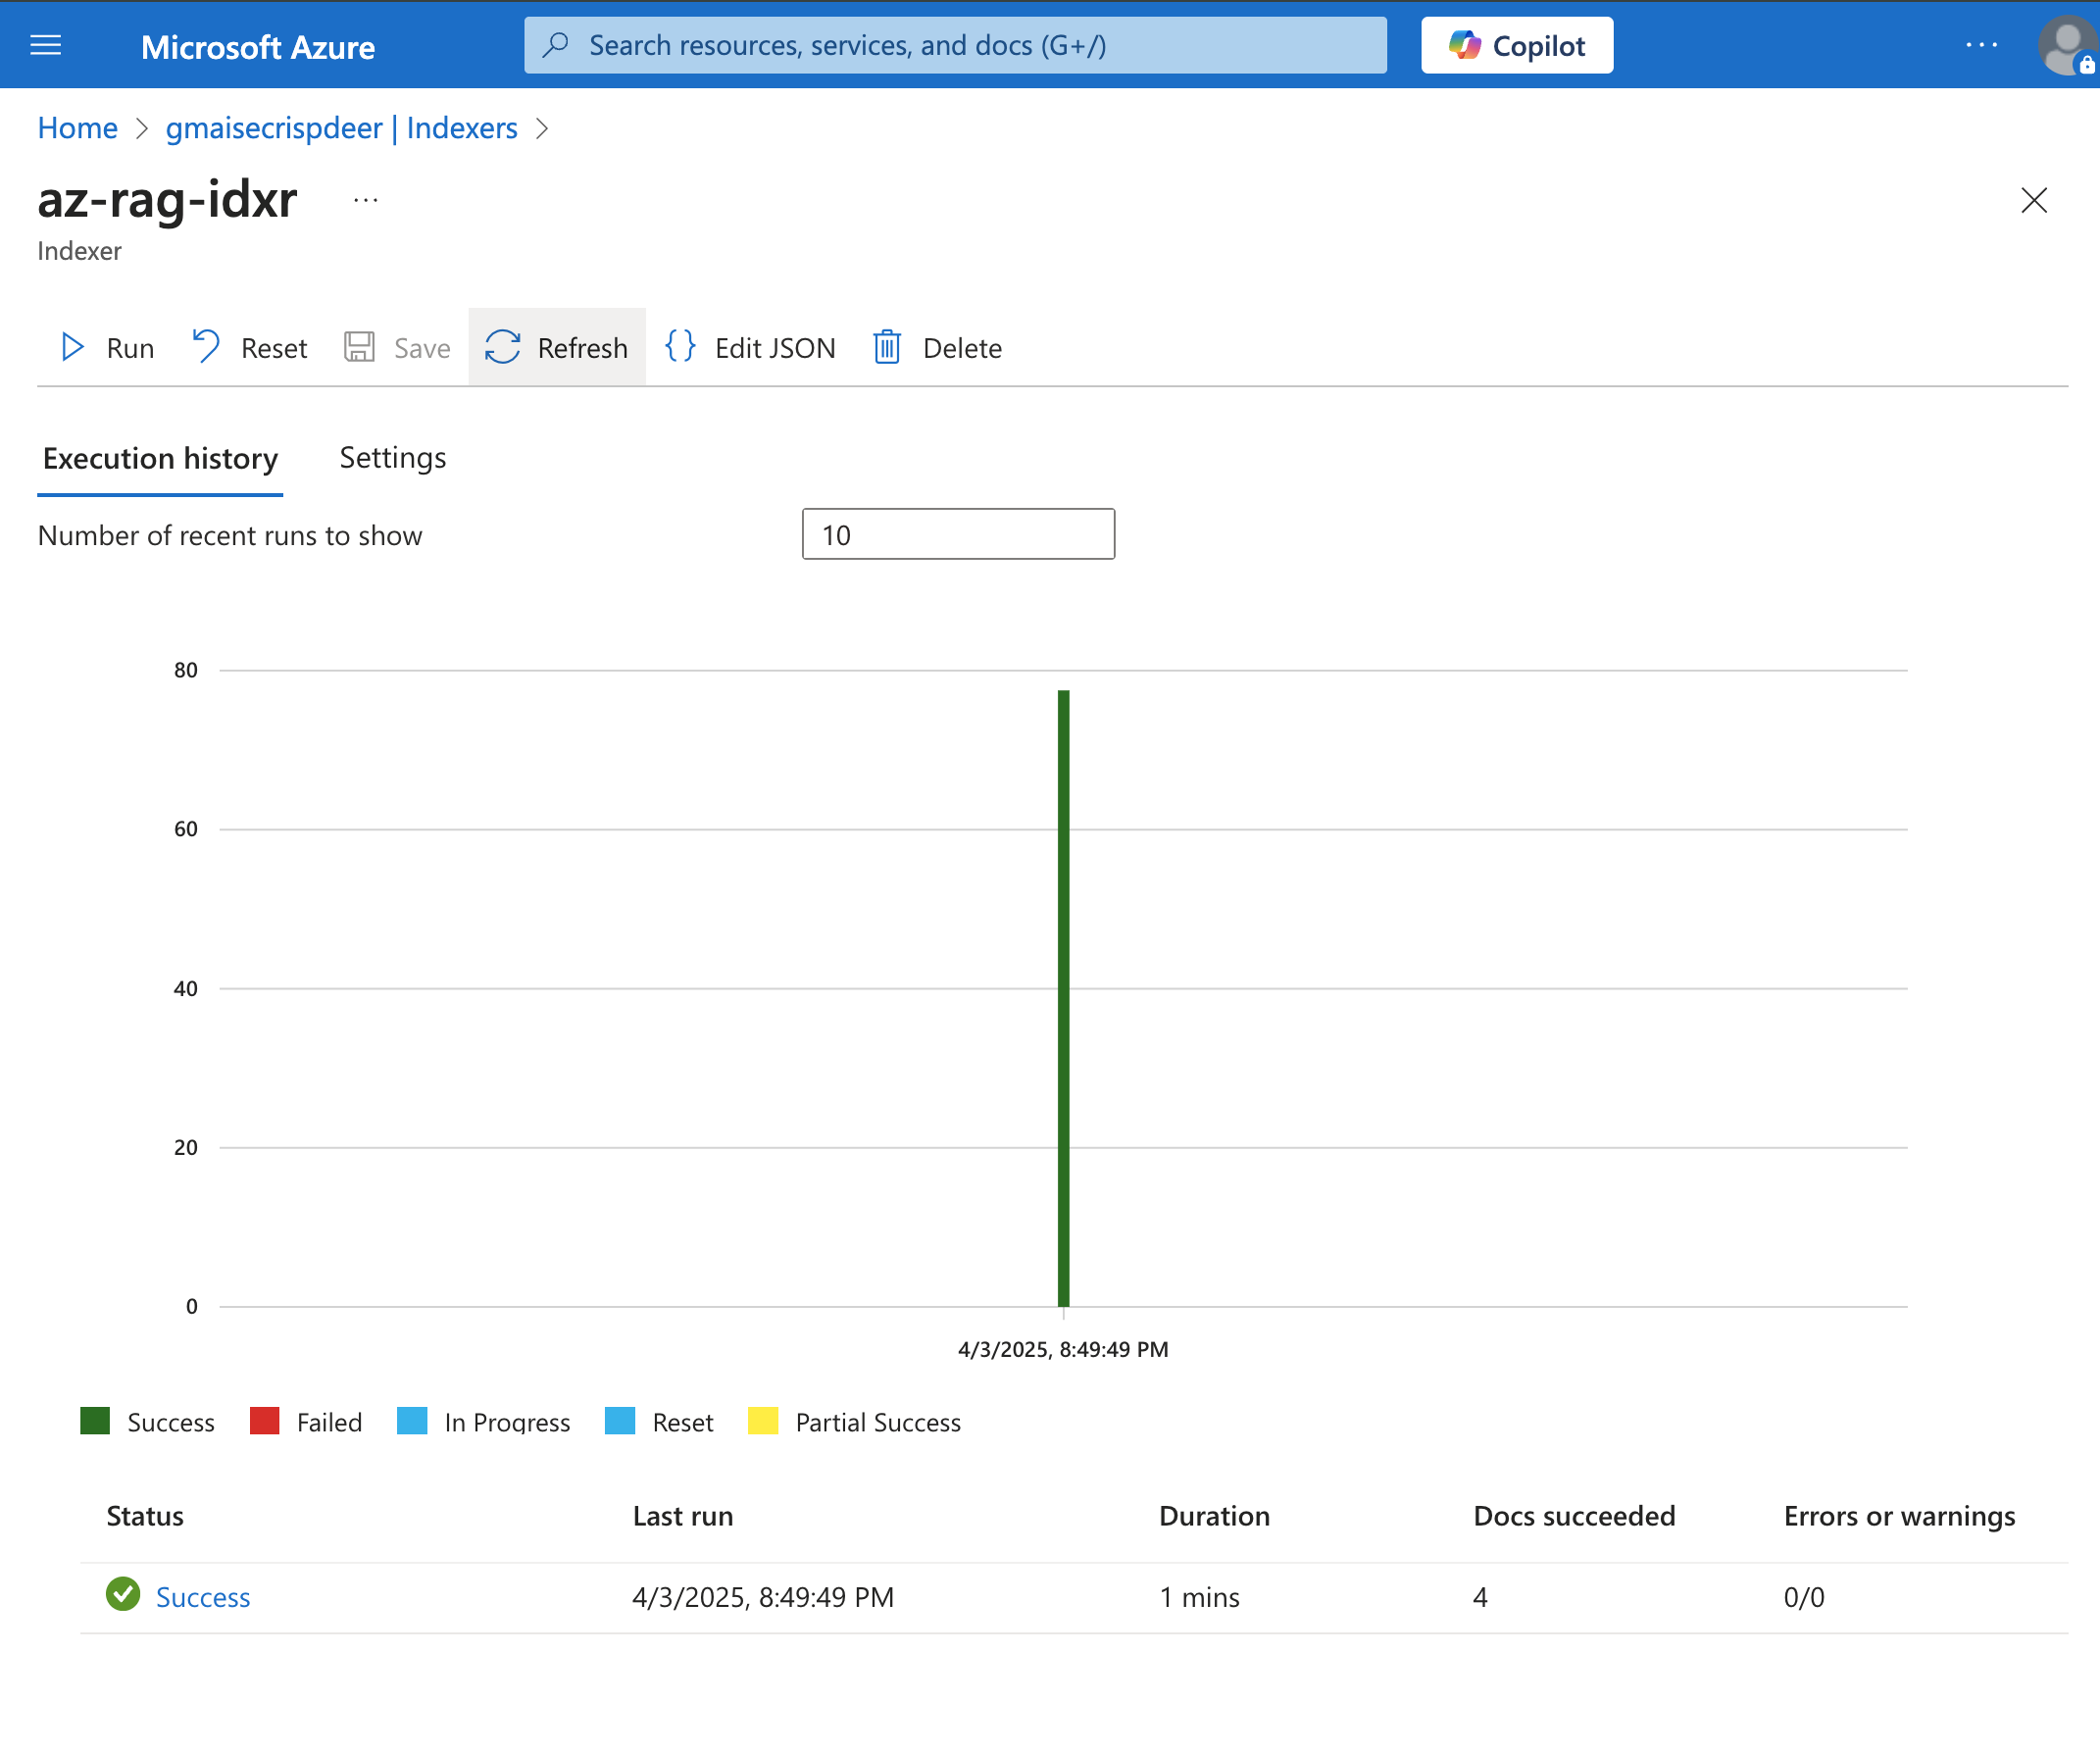 Microsoft Azure
Search resources, services, and docs (G+/)
Copilot
Home > gmaisecrispdeer | Indexers >
az-rag-idxr ...
Indexer
Run Reset Save Refresh {} Edit JSON Delete
Execution history Settings
Number of recent runs to show 10
80
60
40
20
0
4/3/2025, 8:49:49 PM
Success Failed In Progress Reset Partial Success
Status Last run Duration Docs succeeded Errors or warnings
Success 4/3/2025, 8:49:49 PM 1 mins 4 0/0